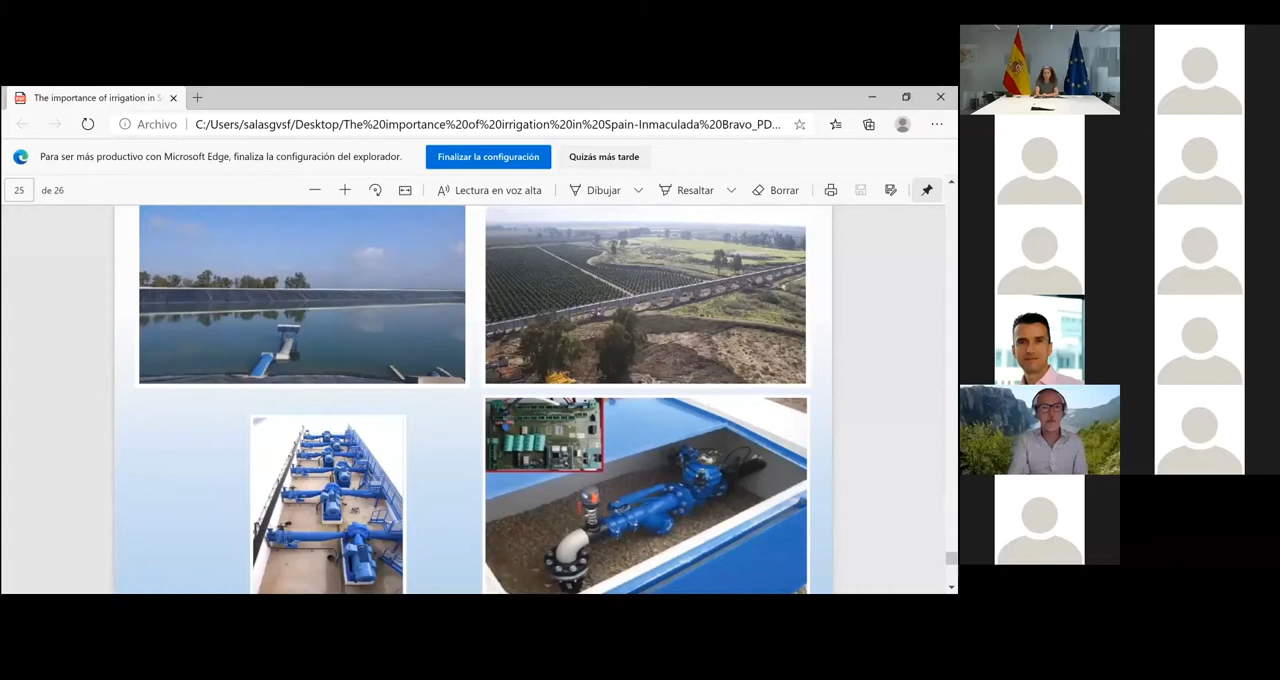 The importance of irrigation in S
Archivo
C:/Users/salasgvsf/Desktop/The%20importance%20of%20irrigation%20in%20Spain-Inmaculada%20Bravo_PD...
Para ser más productivo con Microsoft Edge, finaliza la configuración del explorador.
Finalizar la configuración
Quizás más tarde
25 de 26
Lectura en voz alta
Dibujar
Resaltar
Borrar